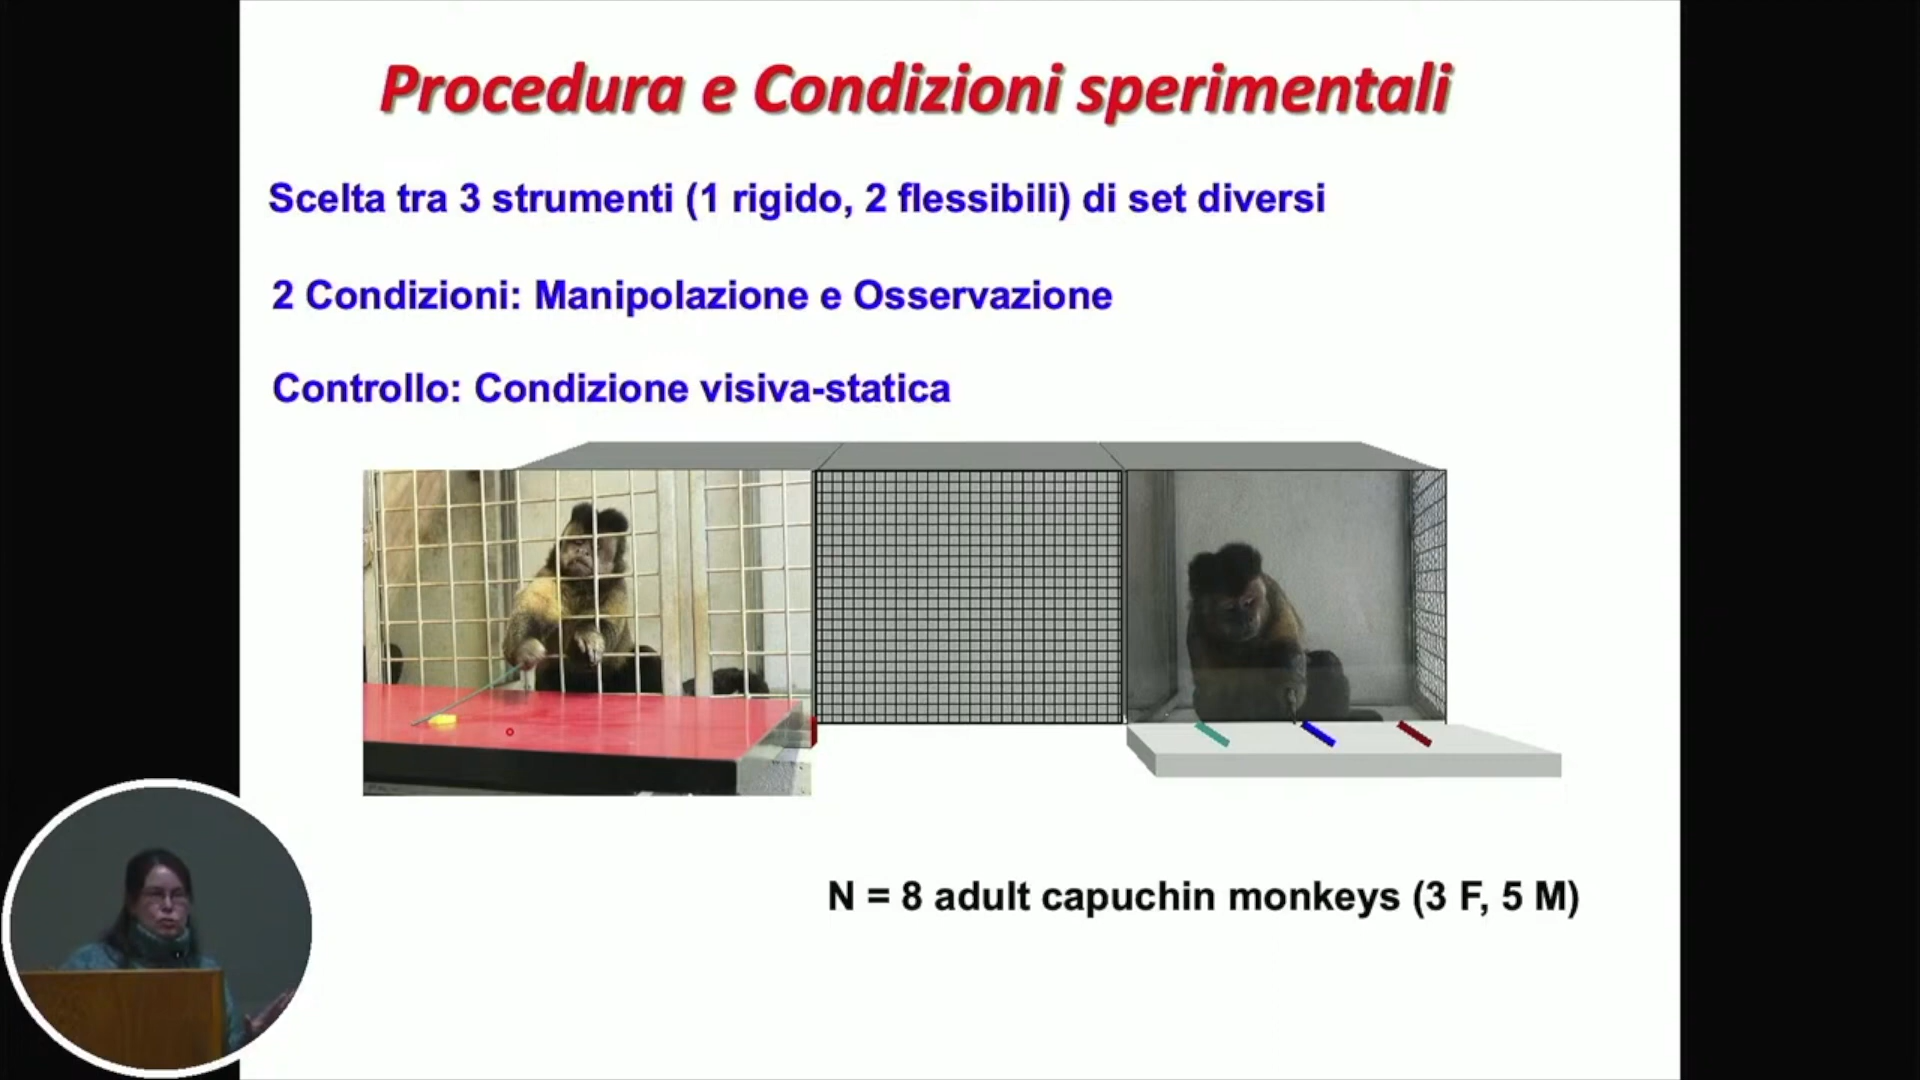 Procedura e Condizioni sperimentali
Scelta tra 3 strumenti (1 rigido, 2 flessibili) di set diversi
2 Condizioni: Manipolazione e Osservazione
Controllo: Condizione visiva-statica
N = 8 adult capuchin monkeys (3 F, 5 M)